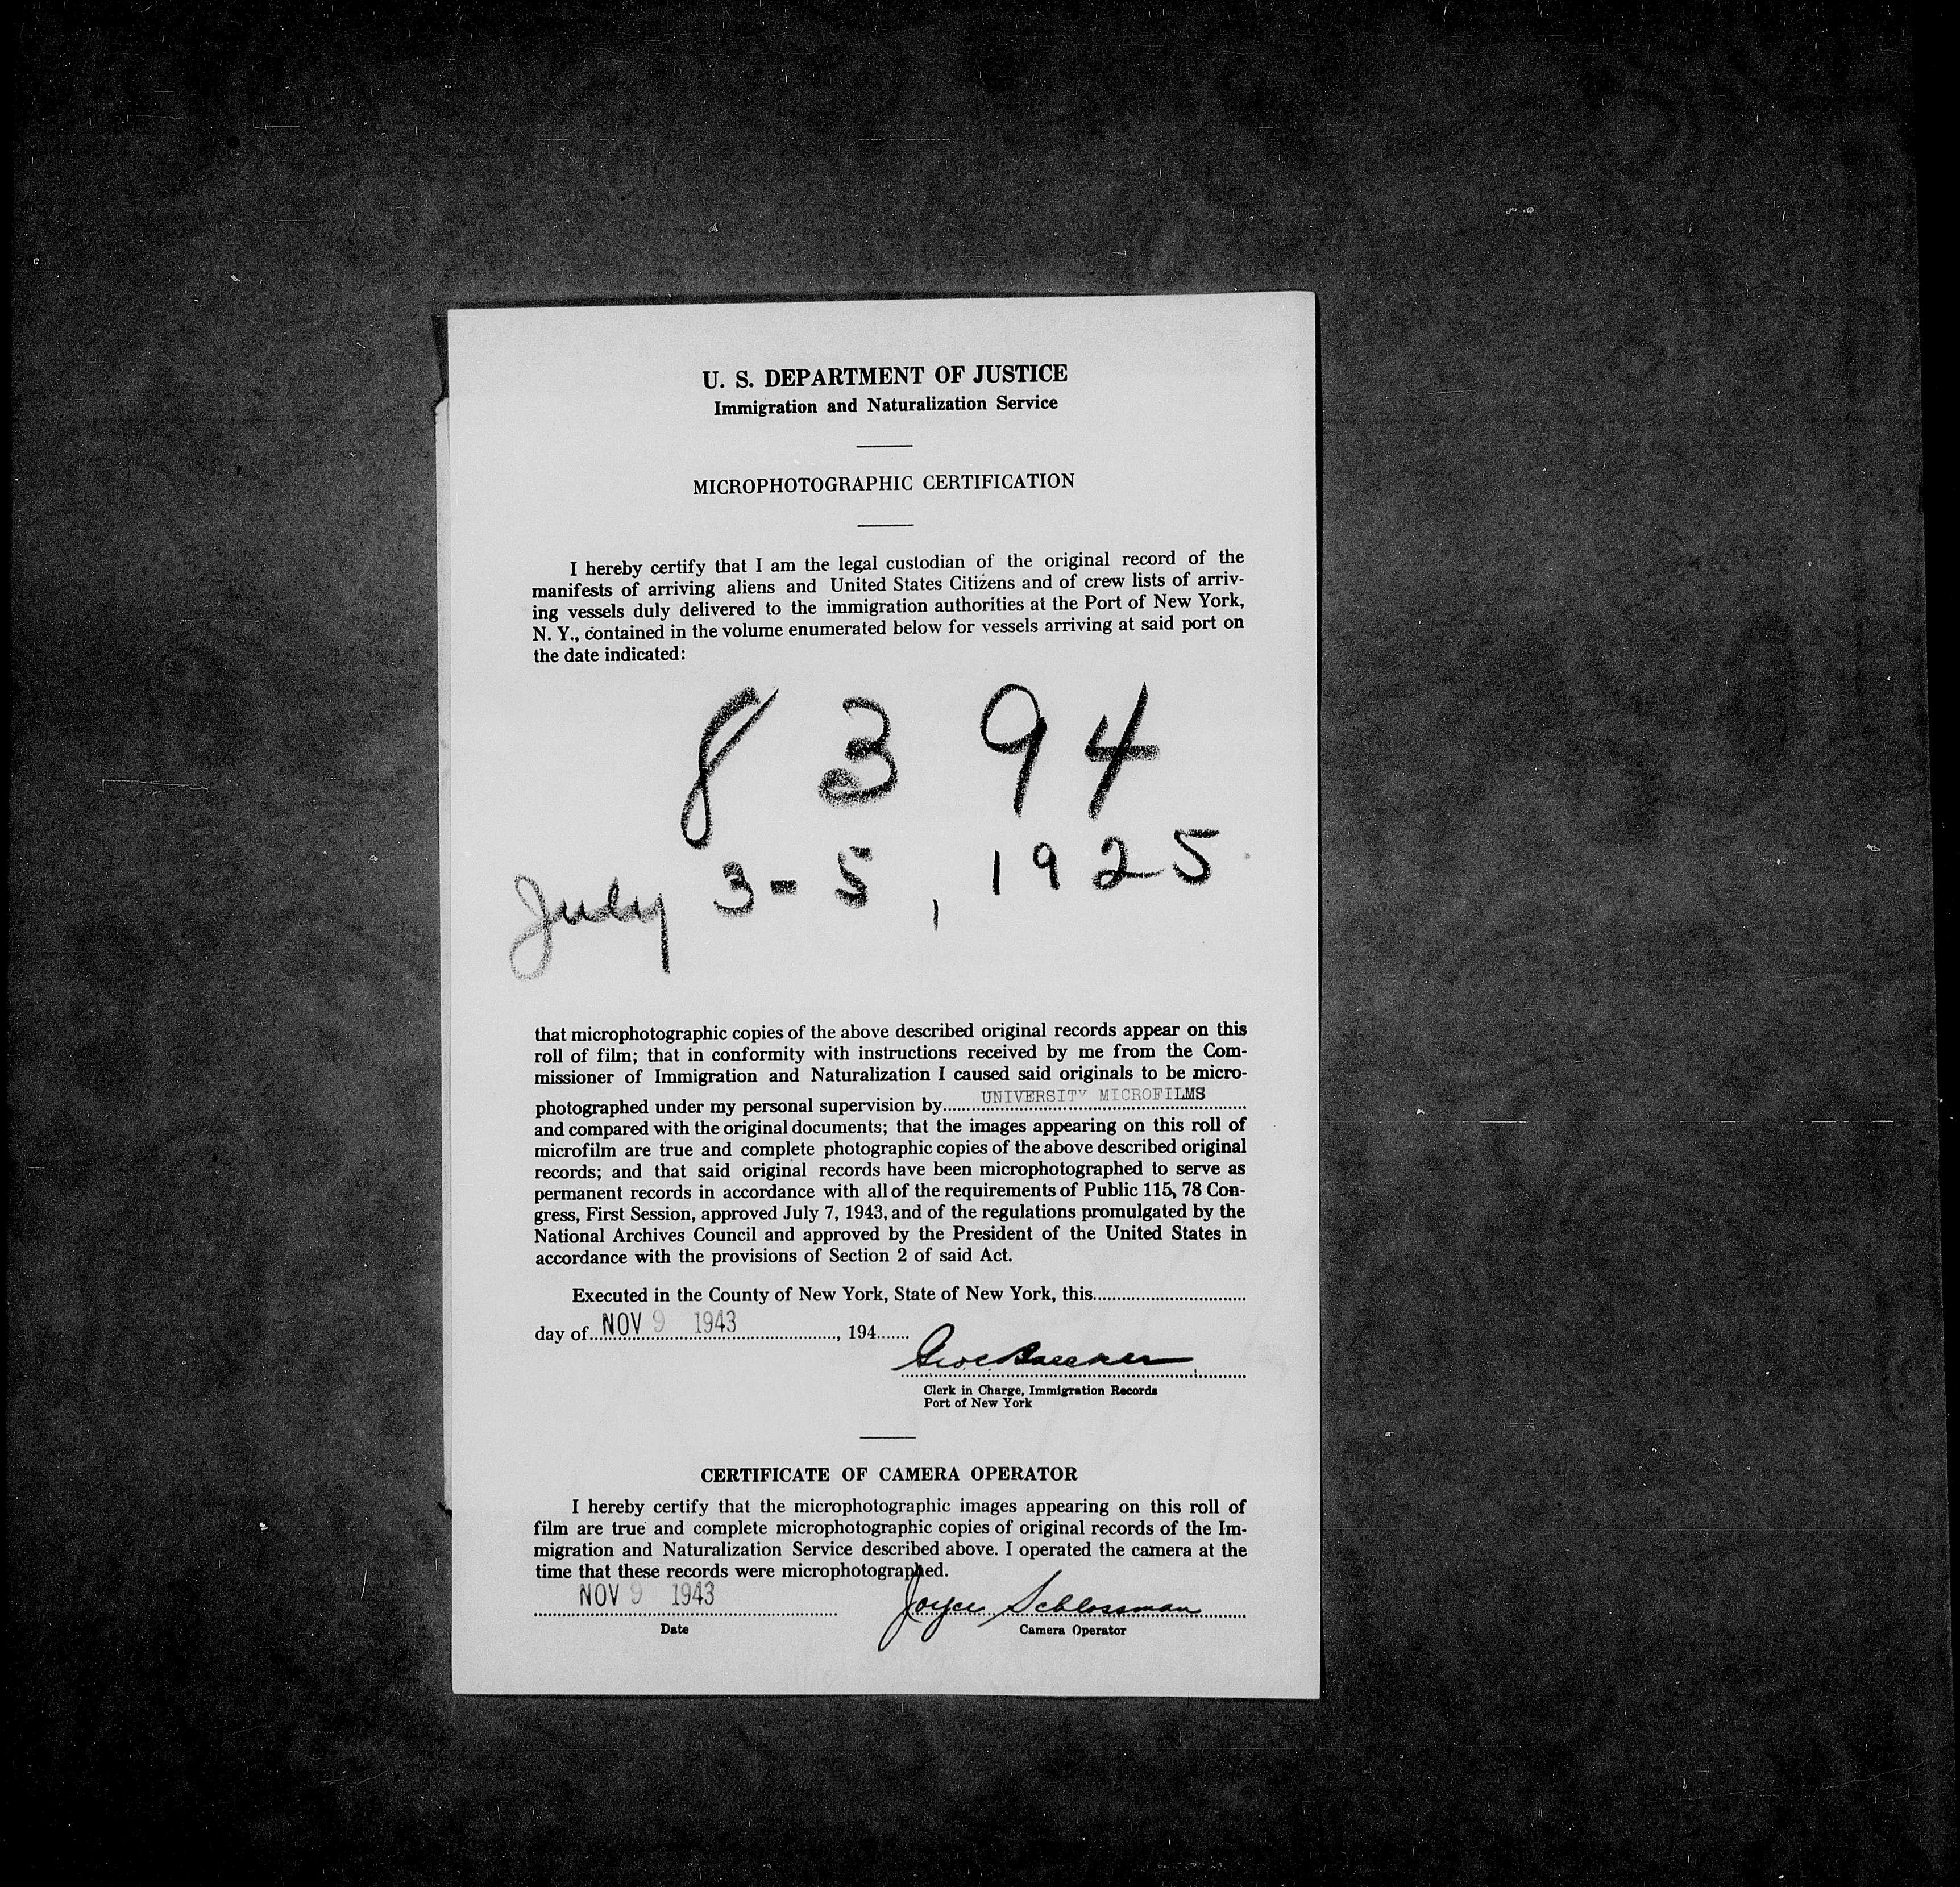 U. S. DEPARTMENT OF JUSTICE
Immigration and Naturalization Service
MICROPHOTOGRAPHIC CERTIFICATION
I hereby certify that I am the legal custodian of the original record of the
manifests of arriving aliens and United States Citizens and of crew lists of arriv-
ing vessels duly delivered to the immigration authorities at the Port of New York,
N. Y., contained in the volume enumerated below for vessels arriving at said port on
the date indicated:
8 3 9 4
July 3-5, 1925
that microphotographic copies of the above described original records appear on this
roll of film; that in conformity with instructions received by me from the Com-
missioner of Immigration and Naturalization I caused said originals to be micro-
photographed under my personal supervision by UNIVERSITY MICROFILMS
and compared with the original documents; that the images appearing on this roll of
microfilm are true and complete photographic copies of the above described original
records; and that said original records have been microphotographed to serve as
permanent records in accordance with all of the requirements of Public 115, 78 Con-
gress, First Session, approved July 7, 1943, and of the regulations promulgated by the
National Archives Council and approved by the President of the United States in
accordance with the provisions of Section 2 of said Act.
Executed in the County of New York, State of New York, this
day of NOV 9 1943, 194
Clerk in Charge, Immigration Records
Port of New York
CERTIFICATE OF CAMERA OPERATOR
I hereby certify that the microphotographic images appearing on this roll of
film are true and complete microphotographic copies of original records of the Im-
migration and Naturalization Service described above. I operated the camera at the
time that these records were microphotographed.
NOV 9 1943 Joyce Schlossman
Date Camera Operator